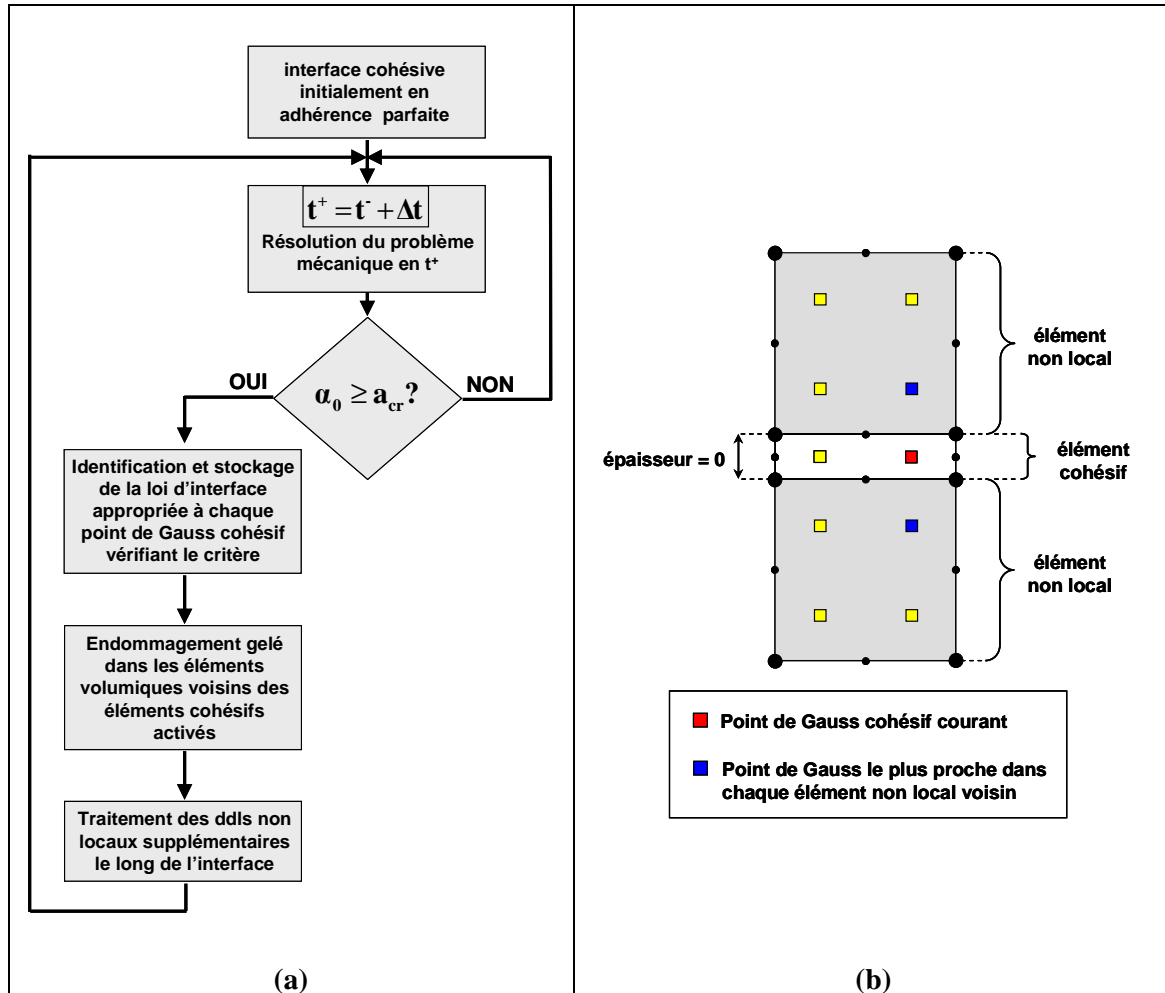 interface cohésive
initialement en
adhérence parfaite
t⁺ = t⁻ + Δt
Résolution du problème
mécanique en t⁺
α₀ ≥ a_cr?
OUI
NON
Identification et stockage
de la loi d'interface
appropriée à chaque
point de Gauss cohésif
vérifiant le critère
Endommagement gelé
dans les éléments
volumiques voisins des
éléments cohésifs
activés
Traitement des ddls non
locaux supplémentaires
le long de l'interface
(a)
élément
non local
épaisseur = 0
élément
cohésif
élément
non local
Point de Gauss cohésif courant
Point de Gauss le plus proche dans
chaque élément non local voisin
(b)